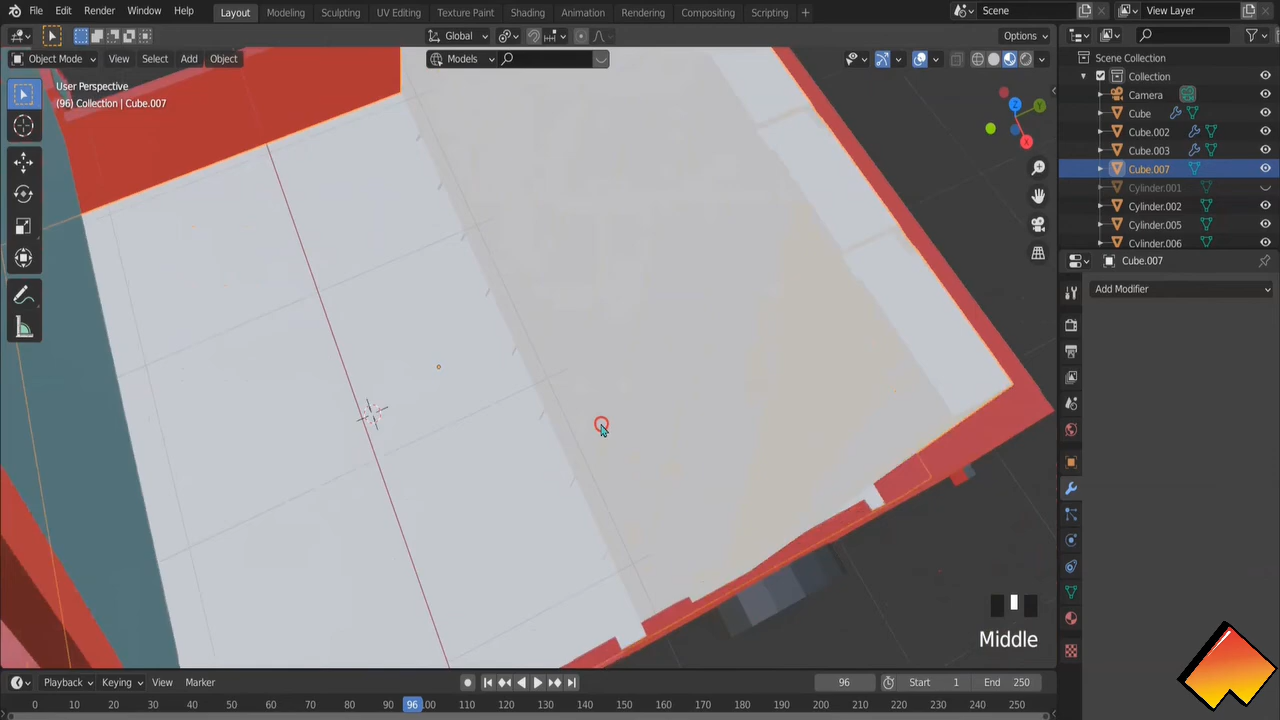 File Edit Render Window Help Layout Modeling Sculpting UV Editing Texture Paint Shading Animation Rendering Compositing Scripting + Scene View Layer
Global Options
Object Mode View Select Add Object Models
User Perspective
(96) Collection | Cube.007
Scene Collection
Collection
Camera
Cube
Cube.002
Cube.003
Cube.007
Cylinder.001
Cylinder.002
Cylinder.005
Cylinder.006
Cube.007
Add Modifier
Z
Y
X
Middle
Playback Keying View Marker 96 Start 1 End 250
0 10 20 30 40 50 60 70 80 90 96 100 110 120 130 140 150 160 170 180 190 200 210 220 230 240 250